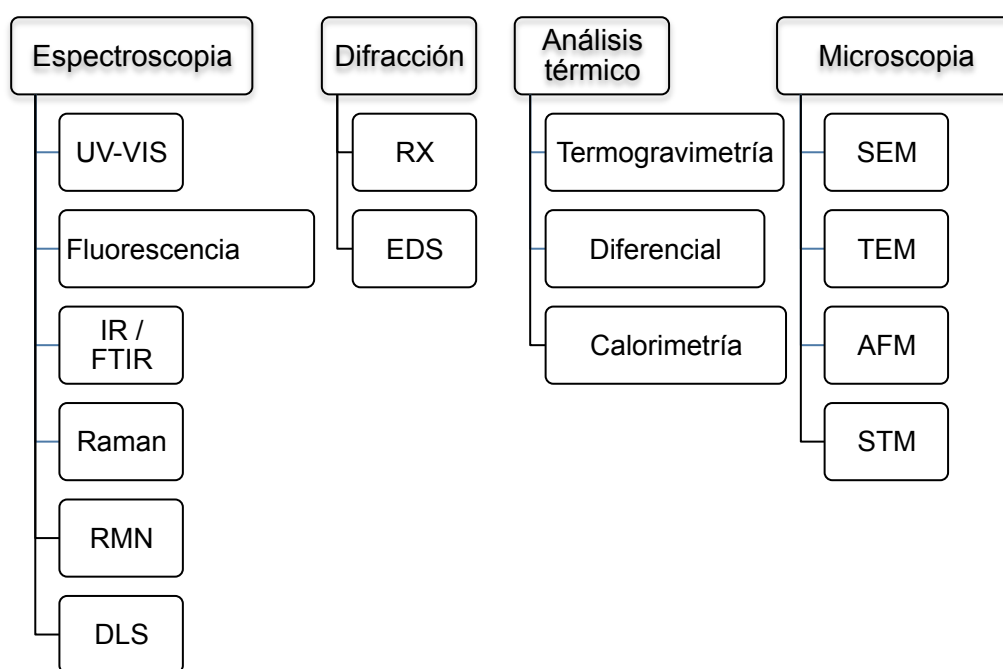 Espectroscopia
UV-VIS
Fluorescencia
IR /
FTIR
Raman
RMN
DLS
Difracción
RX
EDS
Análisis
térmico
Termogravimetría
Diferencial
Calorimetría
Microscopia
SEM
TEM
AFM
STM